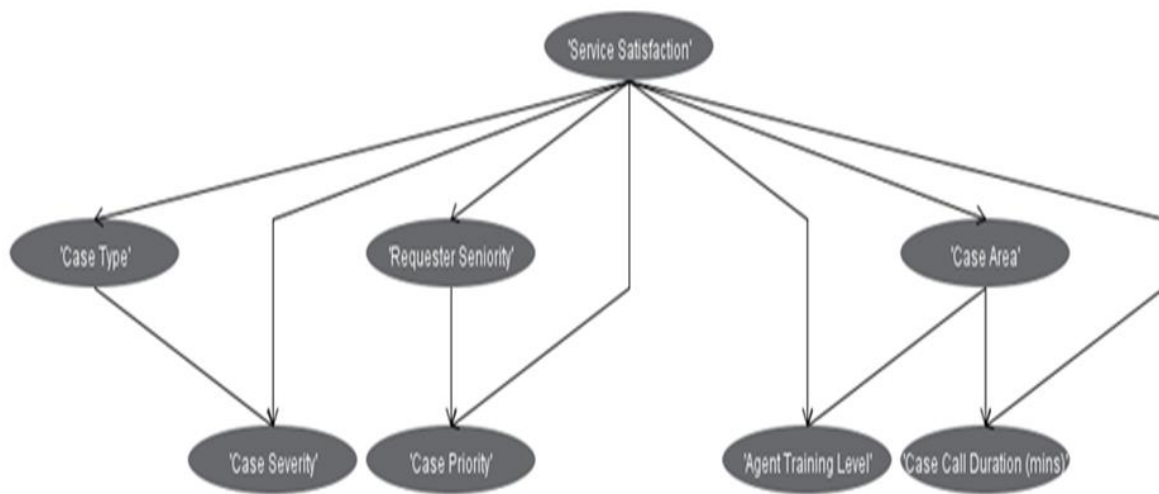 'Service Satisfaction'
'Case Type'
'Requester Seniority'
'Case Area'
'Case Severity'
'Case Priority'
'Agent Training Level'
'Case Call Duration (mins)'